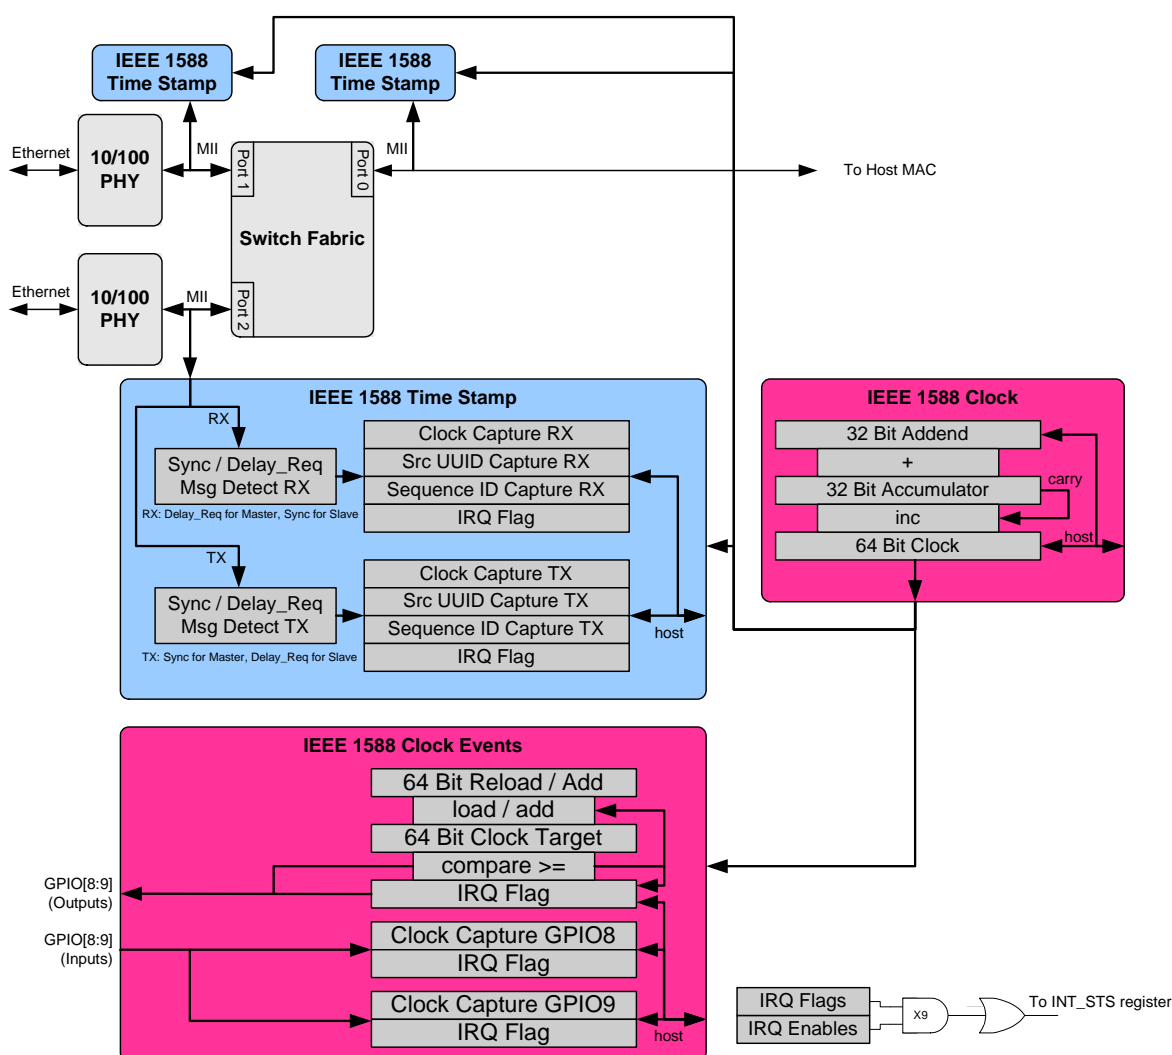 IEEE 1588
Time Stamp
IEEE 1588
Time Stamp
Ethernet
10/100
PHY
MII
Port 1
Port 0
MII
To Host MAC
Switch Fabric
Ethernet
10/100
PHY
MII
Port 2
IEEE 1588 Time Stamp
RX
Sync / Delay_Req
Msg Detect RX
RX: Delay_Req for Master, Sync for Slave
Clock Capture RX
Src UUID Capture RX
Sequence ID Capture RX
IRQ Flag
TX
Sync / Delay_Req
Msg Detect TX
TX: Sync for Master, Delay_Req for Slave
Clock Capture TX
Src UUID Capture TX
Sequence ID Capture TX
IRQ Flag
host
IEEE 1588 Clock
32 Bit Addend
+
32 Bit Accumulator
carry
inc
64 Bit Clock
host
IEEE 1588 Clock Events
64 Bit Reload / Add
load / add
64 Bit Clock Target
compare >=
IRQ Flag
GPIO[8:9]
(Outputs)
GPIO[8:9]
(Inputs)
Clock Capture GPIO8
IRQ Flag
Clock Capture GPIO9
IRQ Flag
host
IRQ Flags
IRQ Enables
X9
To INT_STS register